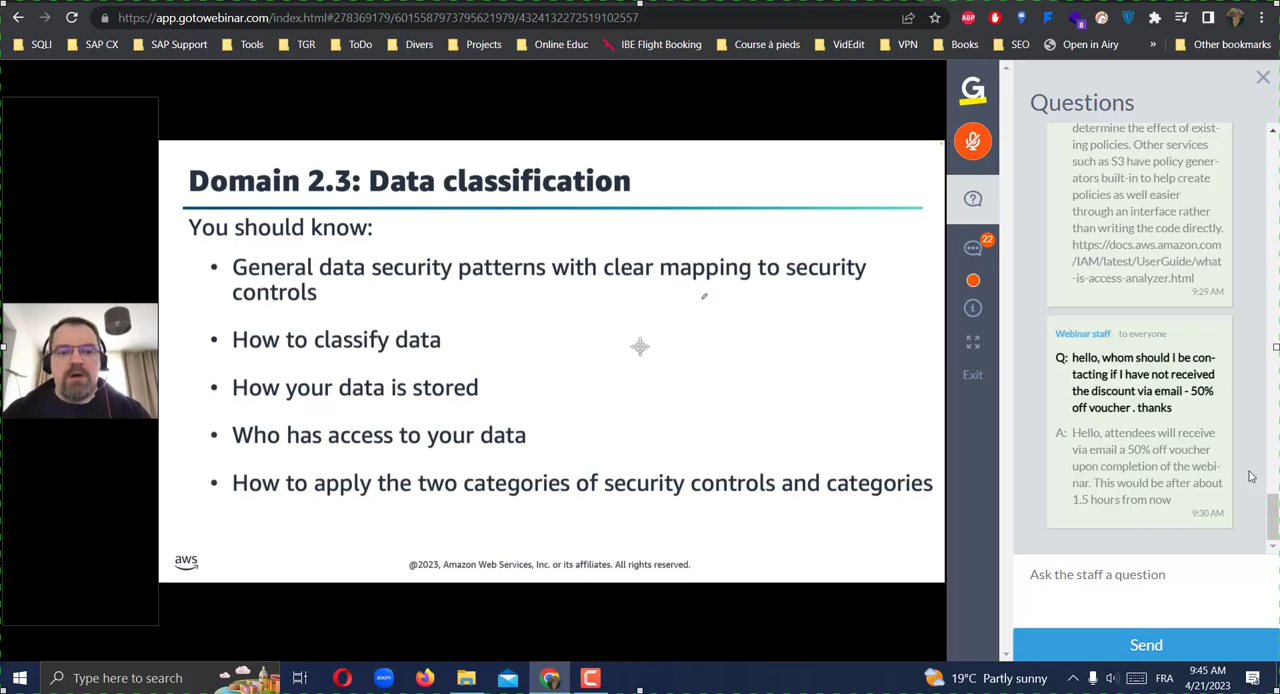 https://app.gotowebinar.com/index.html#278369179/6015587973795621979/4324132272519102557
ABP
8
SQLI
SAP CX
SAP Support
Tools
TGR
ToDo
Divers
Projects
Online Educ
IBE Flight Booking
Course à pieds
VidEdit
VPN
Books
SEO
Open in Airy
»
Other bookmarks
Domain 2.3: Data classification
You should know:
• General data security patterns with clear mapping to security
controls
• How to classify data
• How your data is stored
• Who has access to your data
• How to apply the two categories of security controls and categories
aws
@2023, Amazon Web Services, Inc. or its affiliates. All rights reserved.
G
22
Exit
Questions
determine the effect of exist-
ing policies. Other services
such as S3 have policy gener-
ators built-in to help create
policies as well easier
through an interface rather
than writing the code directly.
https://docs.aws.amazon.com
/IAM/latest/UserGuide/what
-is-access-analyzer.html
9:29 AM
Webinar staff to everyone
Q: hello, whom should I be con-
tacting if I have not received
the discount via email - 50%
off voucher . thanks
A: Hello, attendees will receive
via email a 50% off voucher
upon completion of the webi-
nar. This would be after about
1.5 hours from now
9:30 AM
Ask the staff a question
Send
Type here to search
zoom
C
19°C Partly sunny
FRA
9:45 AM
4/21/2023